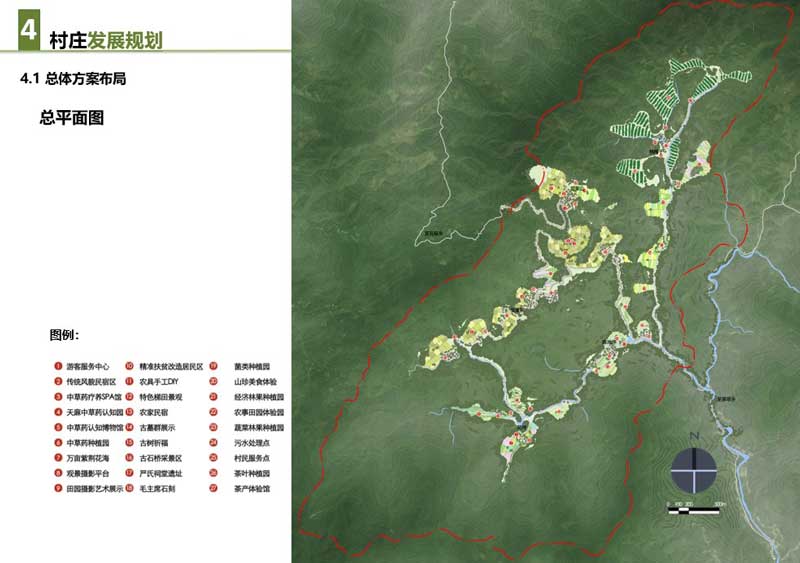 4 村庄发展规划
4.1 总体方案布局
总平面图
图例：
1 游客服务中心 10 精准扶贫改造居民区 19 菌类种植园
2 传统风貌民宿区 11 农具手工DIY 20 山珍美食体验
3 中草药疗养SPA馆 12 特色梯田景观 21 经济林果种植园
4 天麻中草药认知园 13 农家民宿 22 农事田园体验园
5 中草药认知博物馆 14 古墓群展示 23 蔬菜林果种植园
6 中草药种植园 15 古树祈福 24 污水处理点
7 万亩紫荆花海 16 古石桥采景区 25 村民服务点
8 观景摄影平台 17 严氏祠堂遗址 26 茶叶种植园
9 田园摄影艺术展示 18 毛主席石刻 27 茶产体验馆
N